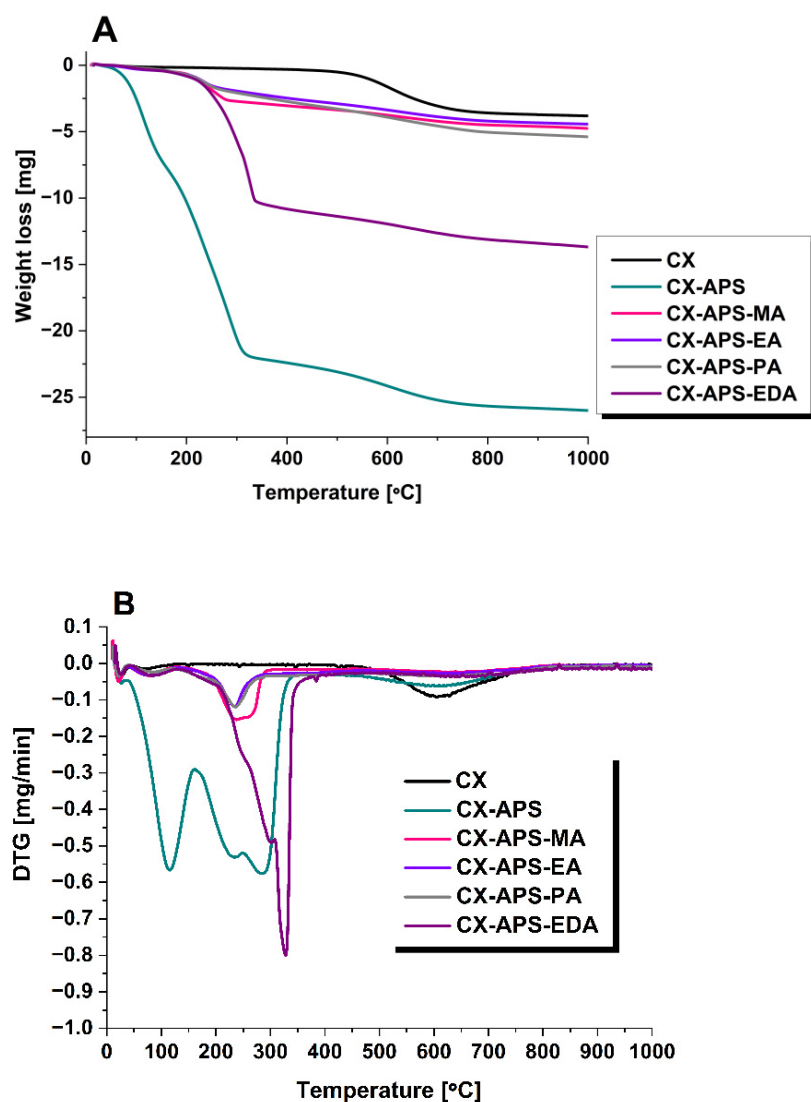 A
Weight loss [mg]
0
−5
−10
−15
−20
−25
0 200 400 600 800 1000
Temperature [°C]
CX
CX-APS
CX-APS-MA
CX-APS-EA
CX-APS-PA
CX-APS-EDA
B
DTG [mg/min]
0.1
0.0
−0.1
−0.2
−0.3
−0.4
−0.5
−0.6
−0.7
−0.8
−0.9
−1.0
0 100 200 300 400 500 600 700 800 900 1000
Temperature [°C]
CX
CX-APS
CX-APS-MA
CX-APS-EA
CX-APS-PA
CX-APS-EDA